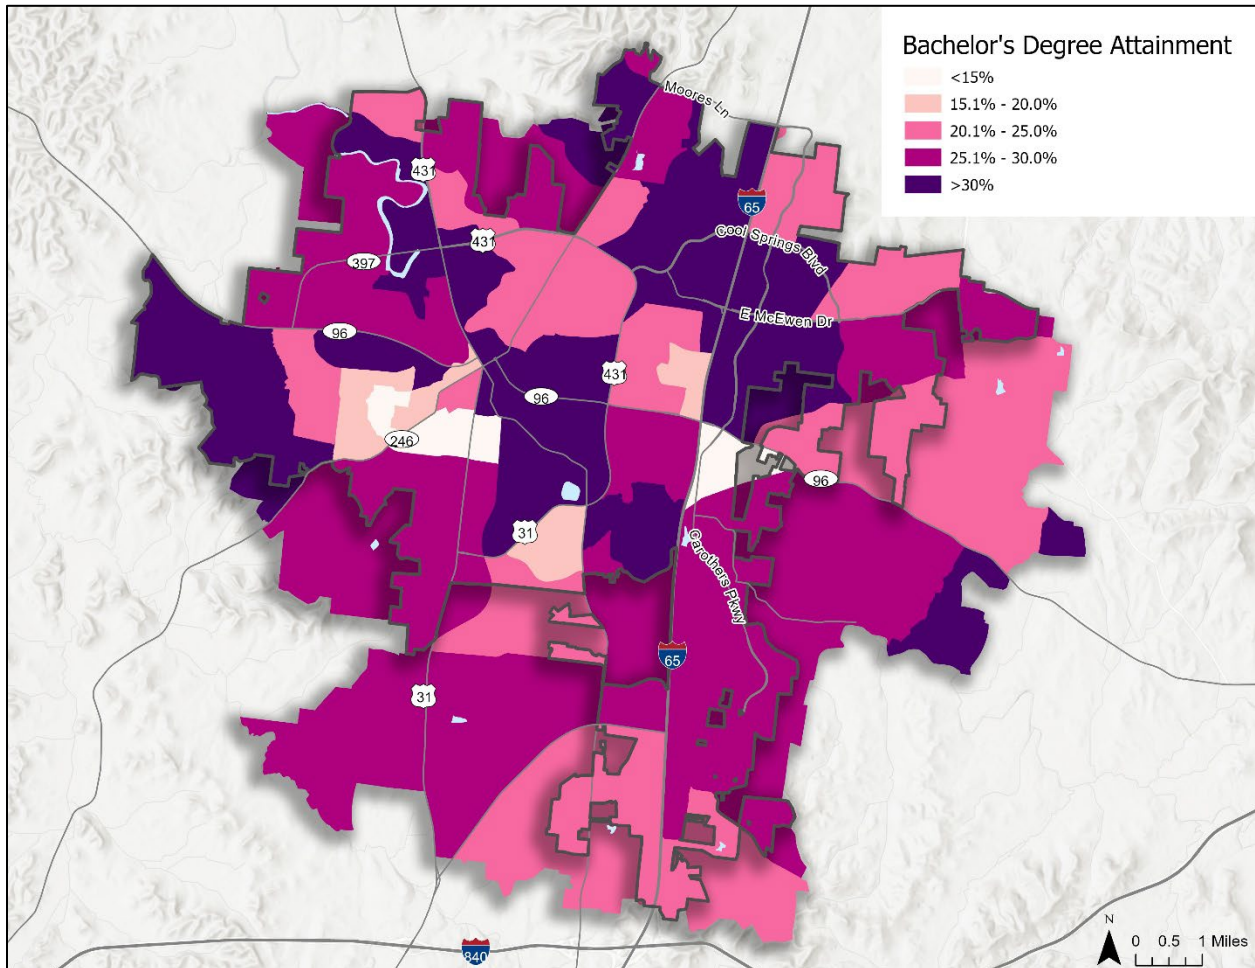 Bachelor's Degree Attainment
<15%
15.1% - 20.0%
20.1% - 25.0%
25.1% - 30.0%
>30%
Moores Ln
431
65
431
Cool Springs Blvd
397
E McEwen Dr
96
431
96
246
96
31
Carothers Pkwy
65
31
840
N
0 0.5 1 Miles